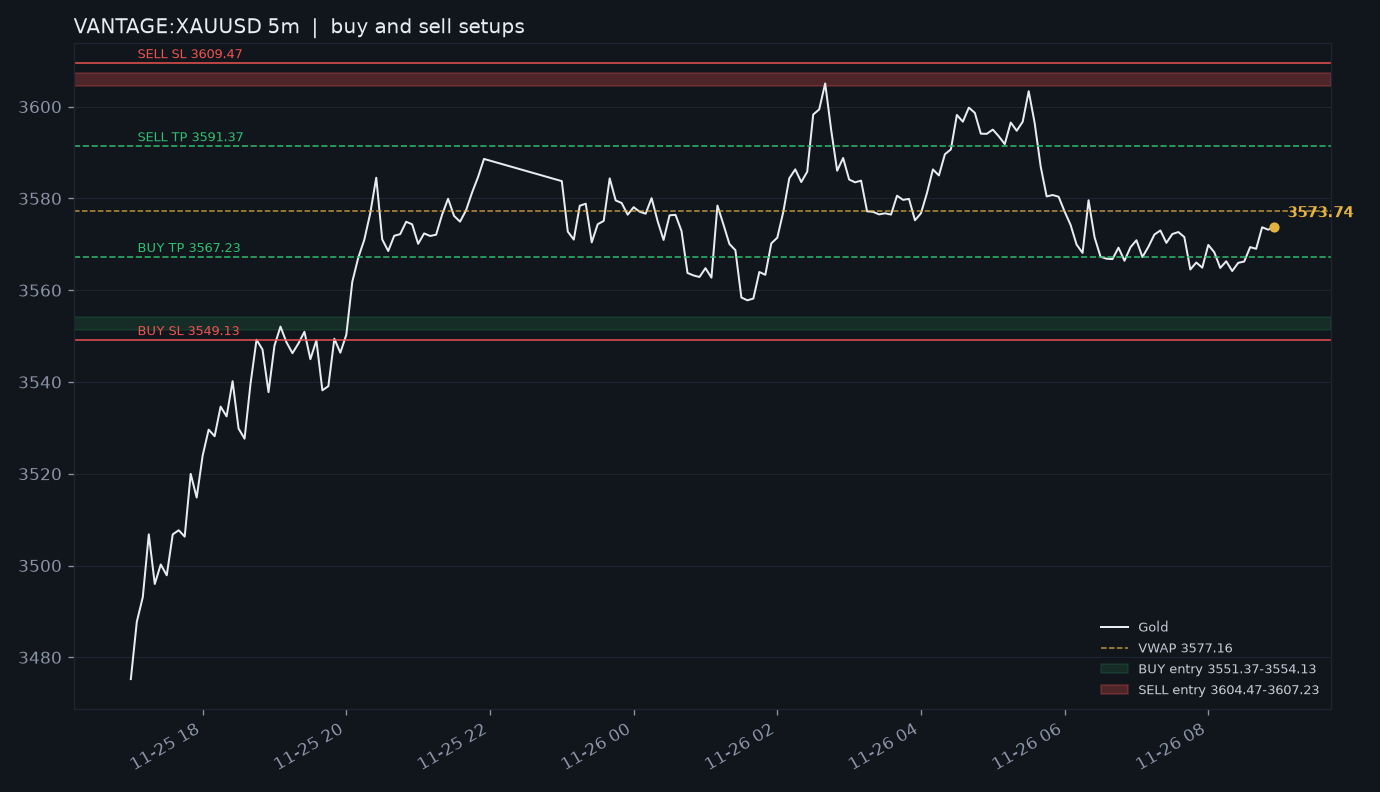 VANTAGE:XAUUSD 5m | buy and sell setups
SELL SL 3609.47
3600
SELL TP 3591.37
3580
3573.74
BUY TP 3567.23
3560
BUY SL 3549.13
3540
3520
3500
3480
Gold
VWAP 3577.16
BUY entry 3551.37-3554.13
SELL entry 3604.47-3607.23
11-25 18
11-25 20
11-25 22
11-26 00
11-26 02
11-26 04
11-26 06
11-26 08